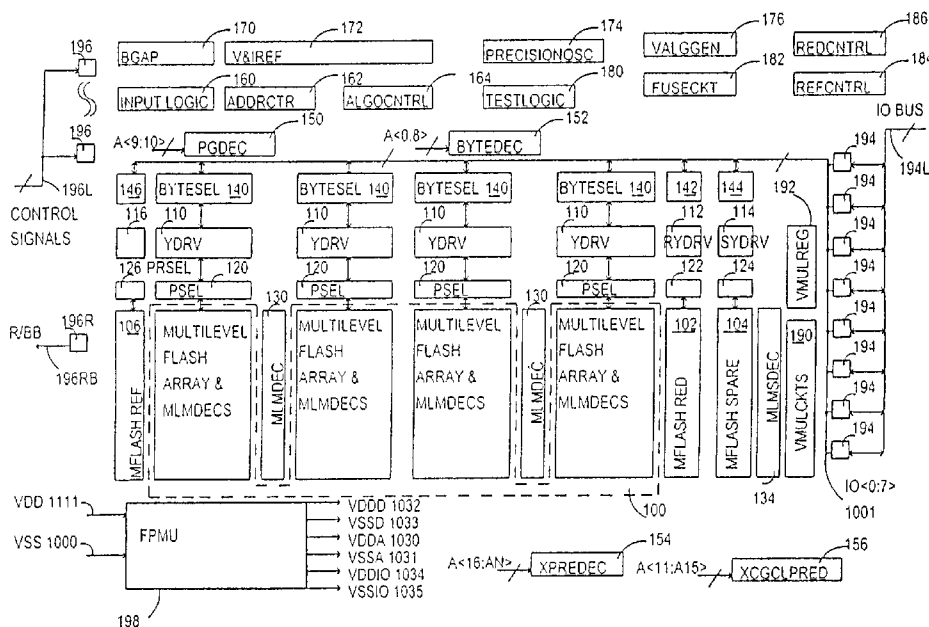 170 172 174 176 186
196
BGAP V&IREF PRECISIONOSC VALGGEN REDCNTRL
160 162 164 180 182 184
INPUT LOGIC ADDRCTR ALGOCNTRL TESTLOGIC FUSECKT REFCNTRL
150 152 IO BUS
196 A<9:10> PGDEC A<0.8> BYTEDEC 194
196L 192 194L
146 BYTESEL 140 BYTESEL 140 BYTESEL 140 BYTESEL 140 142 144 194
CONTROL
SIGNALS
116 110 110 110 110 112 114 194
YDRV YDRV YDRV YDRV RYDRV SYDRV VMULREG
PRSEL
126 120 120 120 120 122 124 194
PSEL PSEL PSEL PSEL
130 130 194
R/BB 196R
196RB
106 MULTILEVEL MULTILEVEL MULTILEVEL MULTILEVEL 102 104 190 194
FLASH FLASH FLASH FLASH
ARRAY & ARRAY & ARRAY & ARRAY &
MLMDECS MLMDECS MLMDECS MLMDECS
MFLASH REF MLMDEC MLMDEC MFLASH RED MFLASH SPARE MLMSDEC VMULCKTS
194
194
VDD 1111 VDDD 1032 100 134 IO<0:7> 1001
FPMU VSSD 1033
VSS 1000 VDDA 1030 154 156
VSSA 1031 A<16:AN> XPREDEC A<11:A15> XCGCLPRED
VDDIO 1034
VSSIO 1035
198